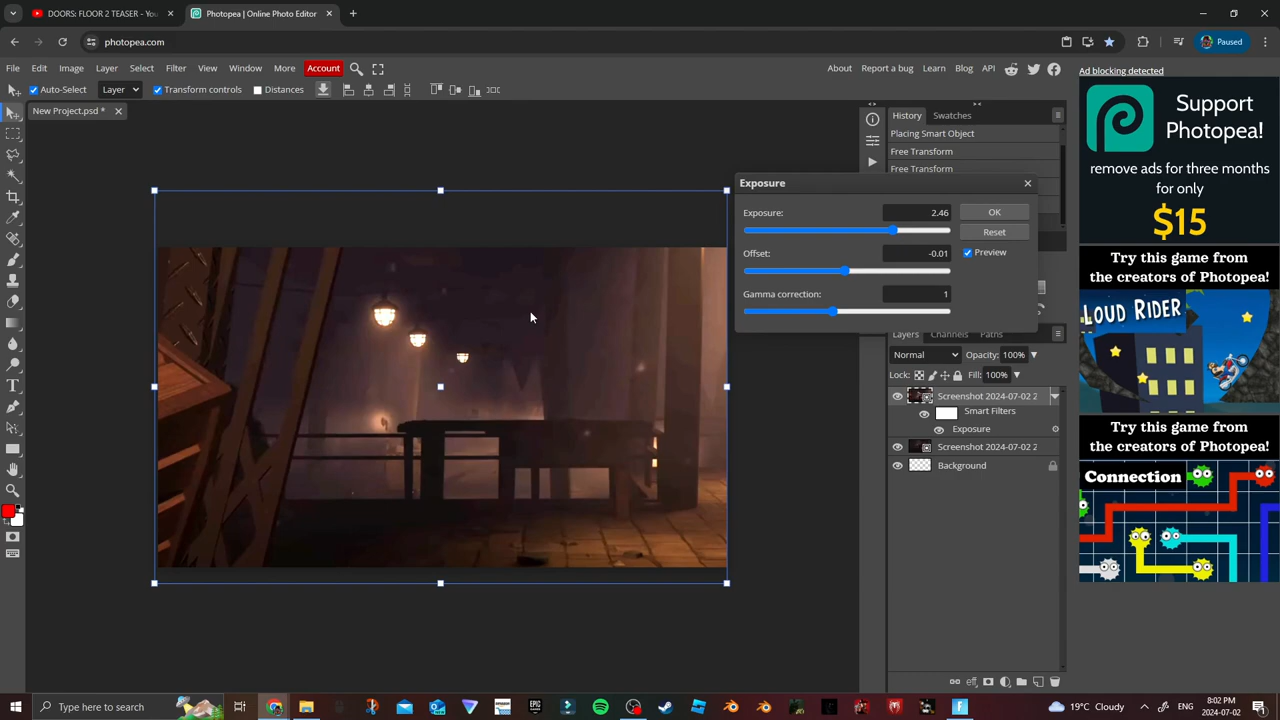 DOORS: FLOOR 2 TEASER - You
Photopea | Online Photo Editor
photopea.com
Paused
File Edit Image Layer Select Filter View Window More Account
About Report a bug Learn Blog API
Ad blocking detected
Auto-Select Layer Transform controls Distances
New Project.psd *
History Swatches
Placing Smart Object
Free Transform
Free Transform
Exposure
Exposure: 2.46 OK
Reset
Offset: -0.01 Preview
Gamma correction: 1
Layers Channels Paths
Normal Opacity: 100%
Lock: Fill: 100%
Screenshot 2024-07-02 2
Smart Filters
Exposure
Screenshot 2024-07-02 2
Background
Support
Photopea!
remove ads for three months
for only
$15
Try this game from
the creators of Photopea!
LOUD RIDER
Try this game from
the creators of Photopea!
Connection
Type here to search
19°C Cloudy
8:02 PM
2024-07-02